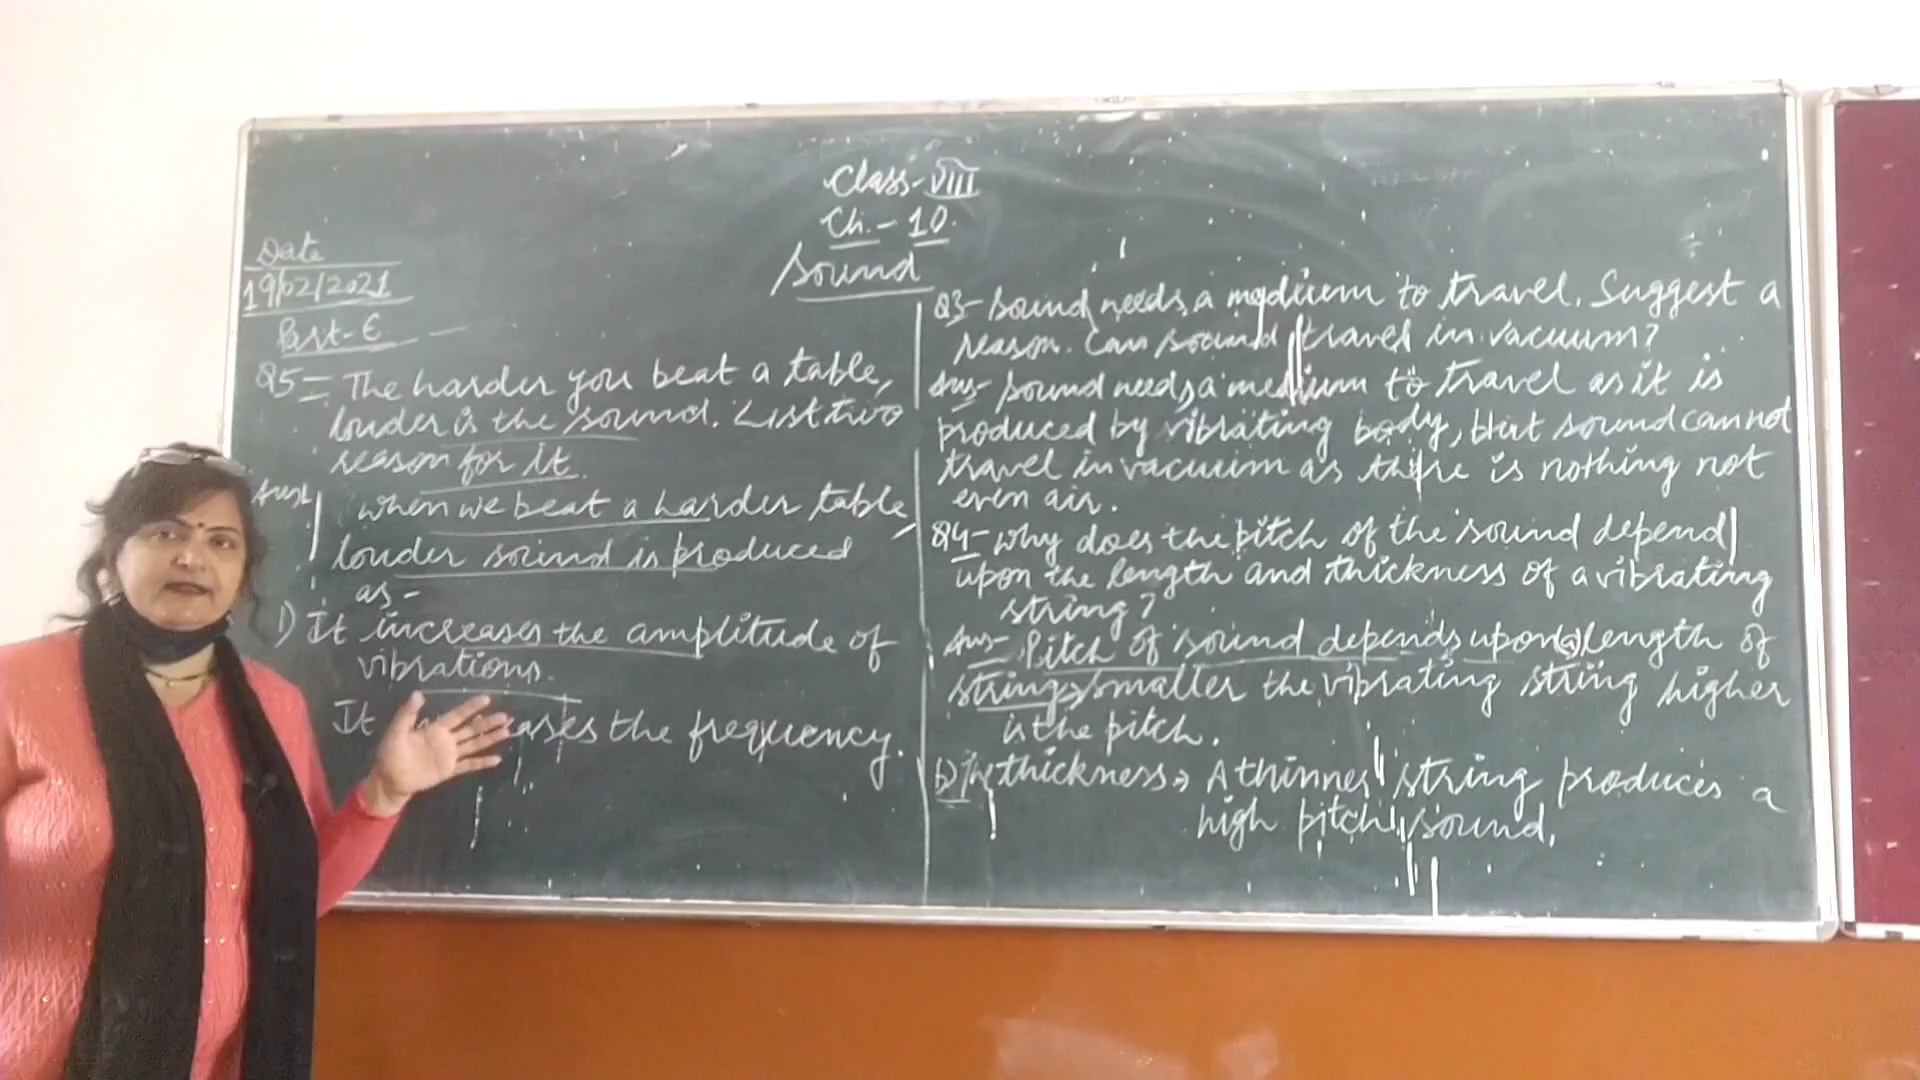 Class-VIII
Ch.- 10.
Sound
Date
19/02/2021
Part-E
Q5= The harder you beat a table,
louder is the sound. List two
reason for it.
Ans
when we beat a harder table
louder sound is produced
as-
1) It increases the amplitude of
vibrations.
It the frequency.
Q3- Sound needs a medium to travel. Suggest a
reason. Can sound travel in vacuum?
Ans- Sound needs a medium to travel as it is
produced by vibrating body, but sound cannot
travel in vacuum as there is nothing not
even air.
Q4- Why does the pitch of the sound depend
upon the length and thickness of a vibrating
string?
Ans- Pitch of sound depends upon (a) length of
string, smaller the vibrating string higher
is the pitch.
b) The thickness, A thinner string produces a
high pitch sound.